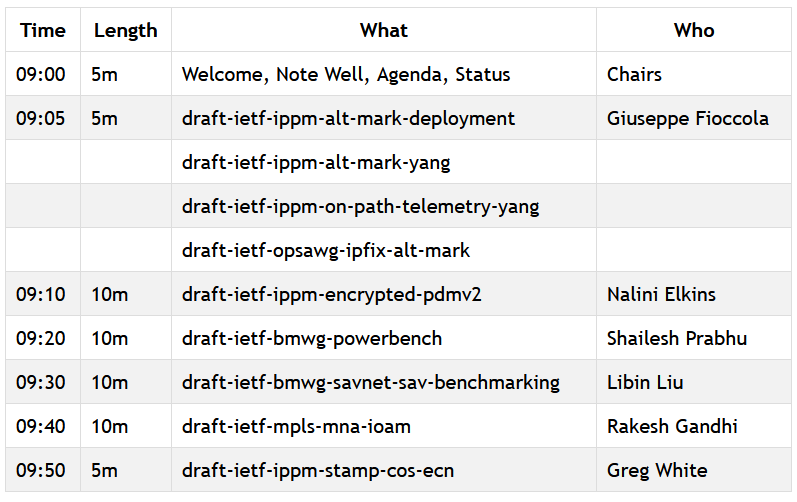 Time Length What Who
09:00 5m Welcome, Note Well, Agenda, Status Chairs
09:05 5m draft-ietf-ippm-alt-mark-deployment Giuseppe Fioccola
draft-ietf-ippm-alt-mark-yang
draft-ietf-ippm-on-path-telemetry-yang
draft-ietf-opsawg-ipfix-alt-mark
09:10 10m draft-ietf-ippm-encrypted-pdmv2 Nalini Elkins
09:20 10m draft-ietf-bmwg-powerbench Shailesh Prabhu
09:30 10m draft-ietf-bmwg-savnet-sav-benchmarking Libin Liu
09:40 10m draft-ietf-mpls-mna-ioam Rakesh Gandhi
09:50 5m draft-ietf-ippm-stamp-cos-ecn Greg White